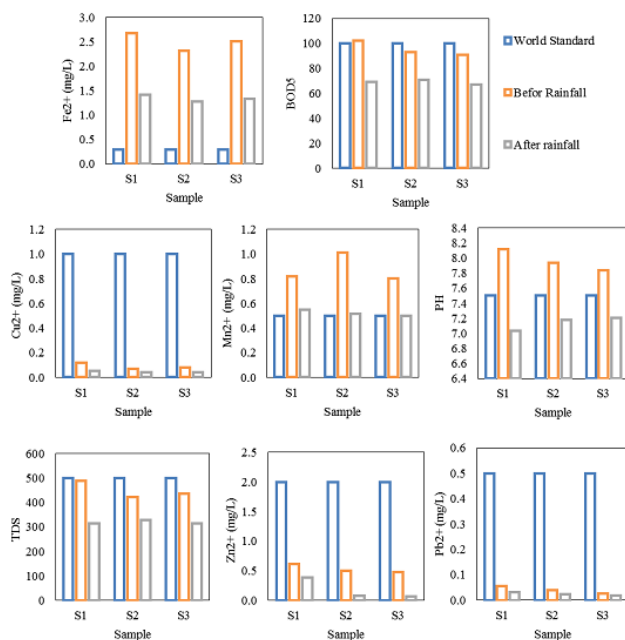 Fe2+ (mg/L)
3.0
2.5
2.0
1.5
1.0
0.5
0.0
S1 S2 S3
Sample
BOD5
120
100
80
60
40
20
0
S1 S2 S3
Sample
World Standard
Befor Rainfall
After rainfall
Cu2+ (mg/L)
1.2
1.0
0.8
0.6
0.4
0.2
0.0
S1 S2 S3
Sample
Mn2+ (mg/L)
1.2
1.0
0.8
0.6
0.4
0.2
0.0
S1 S2 S3
Sample
PH
8.4
8.2
8.0
7.8
7.6
7.4
7.2
7.0
6.8
6.6
6.4
S1 S2 S3
Sample
TDS
600
500
400
300
200
100
0
S1 S2 S3
Sample
Zn2+ (mg/L)
2.5
2.0
1.5
1.0
0.5
0.0
S1 S2 S3
Sample
Pb2+ (mg/L)
0.6
0.5
0.4
0.3
0.2
0.1
0.0
S1 S2 S3
Sample